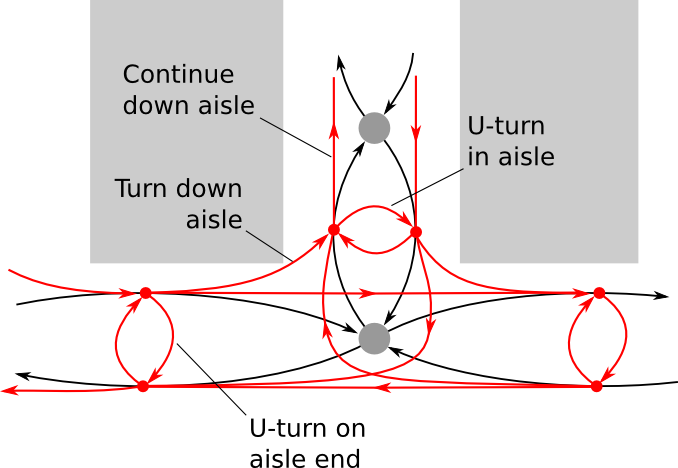 Continue
down aisle
U-turn
in aisle
Turn down
aisle
U-turn on
aisle end